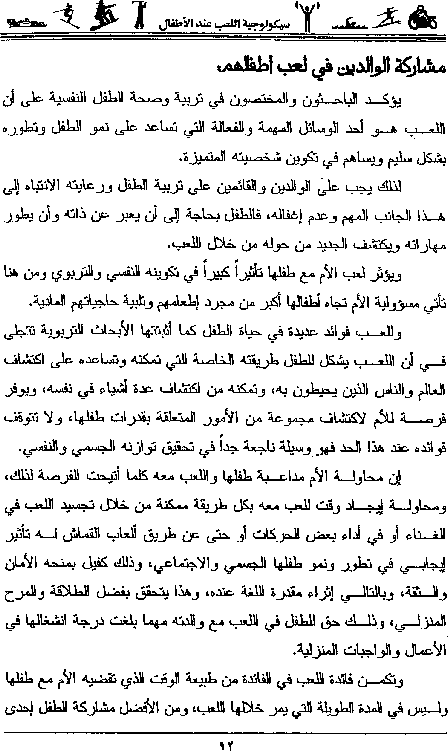 سيكولوجية اللعب عند الأطفال
مشاركة الوالدين في لعب أطفالهم:
يؤكد الباحثون والمختصون في تربية وصحة الطفل النفسية على أن
اللعب هو أحد الوسائل المهمة والفعالة التي تساعد على نمو الطفل وتطوره
بشكل سليم ويساهم في تكوين شخصيته المتميزة.
لذلك يجب على الوالدين والقائمين على تربية الطفل ورعايته الانتباه إلى
هذا الجانب المهم وعدم إغفاله، فالطفل بحاجة إلى أن يعبر عن ذاته وأن يطور
مهاراته ويكتشف الجديد من حوله من خلال اللعب.
ويؤثر لعب الأم مع طفلها تأثيراً كبيراً في تكوينه النفسي والتربوي ومن هنا
تأتي مسؤولية الأم تجاه أطفالها أكبر من مجرد إطعامهم وتلبية حاجياتهم العادية.
وللعب فوائد عديدة في حياة الطفل كما أثبتتها الأبحاث التربوية تتجلى
في أن اللعب يشكل للطفل طريقته الخاصة التي تمكنه وتساعده على اكتشاف
العالم والناس الذين يحيطون به، وتمكنه من اكتشاف عدة أشياء في نفسه، ويوفر
فرصة للأم لاكتشاف مجموعة من الأمور المتعلقة بقدرات طفلها، ولا تتوقف
فوائده عند هذا الحد فهو وسيلة ناجعة جداً في تحقيق توازنه الجسمي والنفسي.
إن محاولة الأم مداعبة طفلها واللعب معه كلما أتيحت الفرصة لذلك،
ومحاولة إيجاد وقت للعب معه بكل طريقة ممكنة من خلال تجسيد اللعب في
الغناء أو في أداء بعض الحركات أو حتى عن طريق ألعاب القماش له تأثير
إيجابي في تطور ونمو طفلها الجسمي والاجتماعي، وذلك كفيل بمنحه الأمان
والثقة، وبالتالي إثراء مقدرة اللغة عنده، وهذا يتحقق بفضل الطلاقة والمرح
المنزلي، وذلك حق الطفل في اللعب مع والدته مهما بلغت درجة انشغالها في
الأعمال والواجبات المنزلية.
وتكمن فائدة اللعب في الفائدة من طبيعة الوقت الذي تقضيه الأم مع طفلها
وليس في المدة الطويلة التي يمر خلالها اللعب، ومن الأفضل مشاركة الطفل إحدى
٩٢